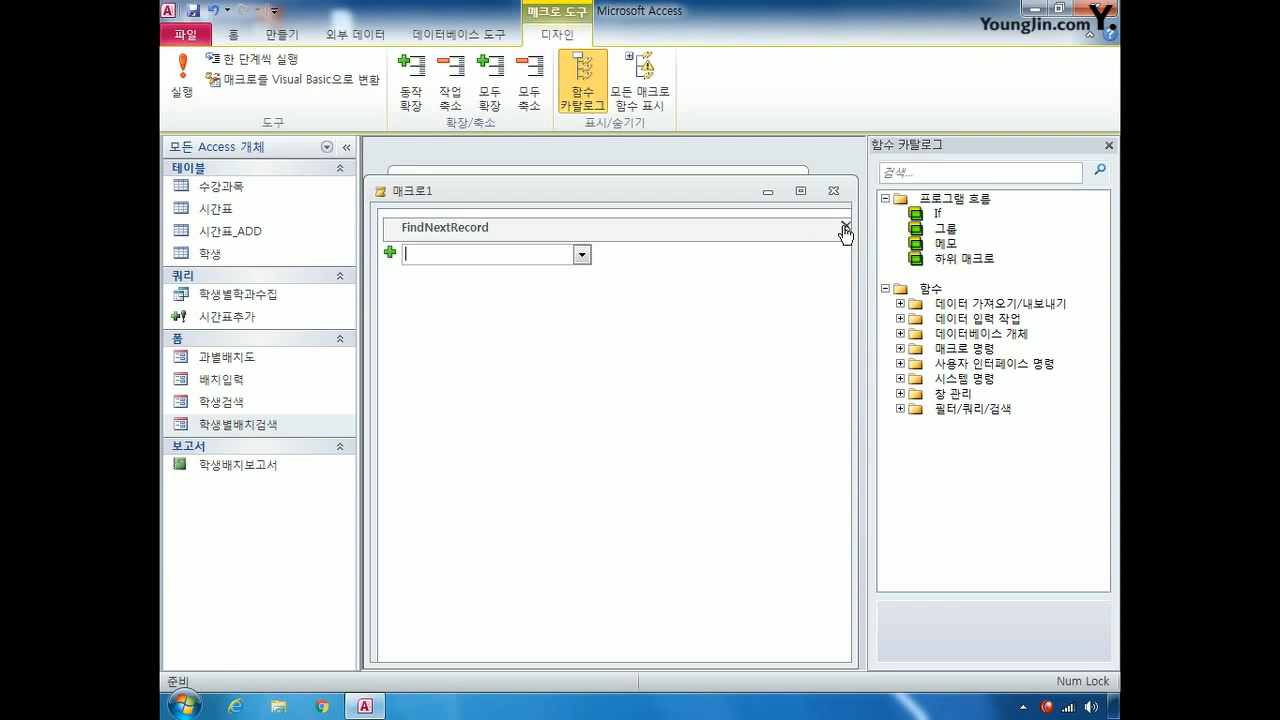 매크로 도구
Microsoft Access
Younglin.com Y.
파일
홈
만들기
외부 데이터
데이터베이스 도구
디자인
실행
한 단계씩 실행
매크로를 Visual Basic으로 변환
도구
동작
확장
작업
축소
모두
확장
모두
축소
확장/축소
함수
카탈로그
모든 매크로
함수 표시
표시/숨기기
모든 Access 개체
테이블
수강과목
시간표
시간표_ADD
학생
쿼리
학생별학과수집
시간표추가
폼
과별배치도
배치입력
학생검색
학생별배치검색
보고서
학생배치보고서
매크로1
FindNextRecord
함수 카탈로그
검색...
프로그램 흐름
If
그룹
메모
하위 매크로
함수
데이터 가져오기/내보내기
데이터 입력 작업
데이터베이스 개체
매크로 명령
사용자 인터페이스 명령
시스템 명령
창 관리
필터/쿼리/검색
준비
Num Lock